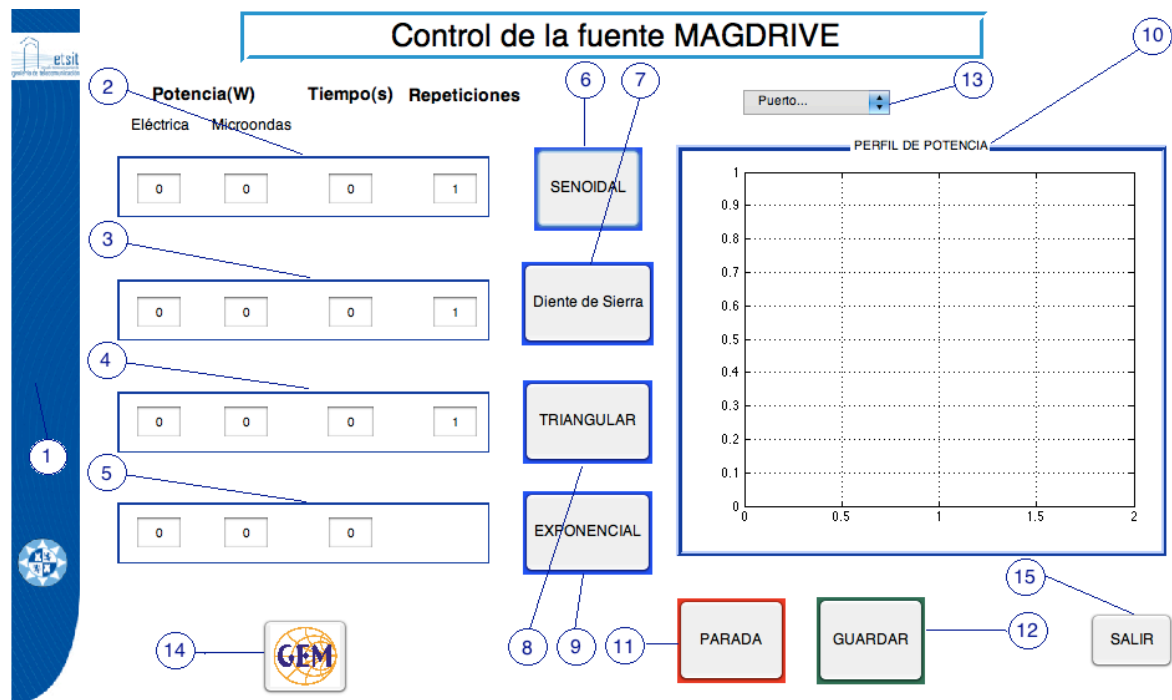 Control de la fuente MAGDRIVE
etsit
2
6
7
13
10
Potencia(W) Tiempo(s) Repeticiones
Eléctrica Microondas
Puerto...
PERFIL DE POTENCIA
0 0 0 1
SENOIDAL
3
0 0 0 1
Diente de Sierra
4
0 0 0 1
TRIANGULAR
1
5
0 0 0
EXPONENCIAL
1
0.9
0.8
0.7
0.6
0.5
0.4
0.3
0.2
0.1
0
0 0.5 1 1.5 2
14
GEM
8
9
11
PARADA
GUARDAR
12
15
SALIR